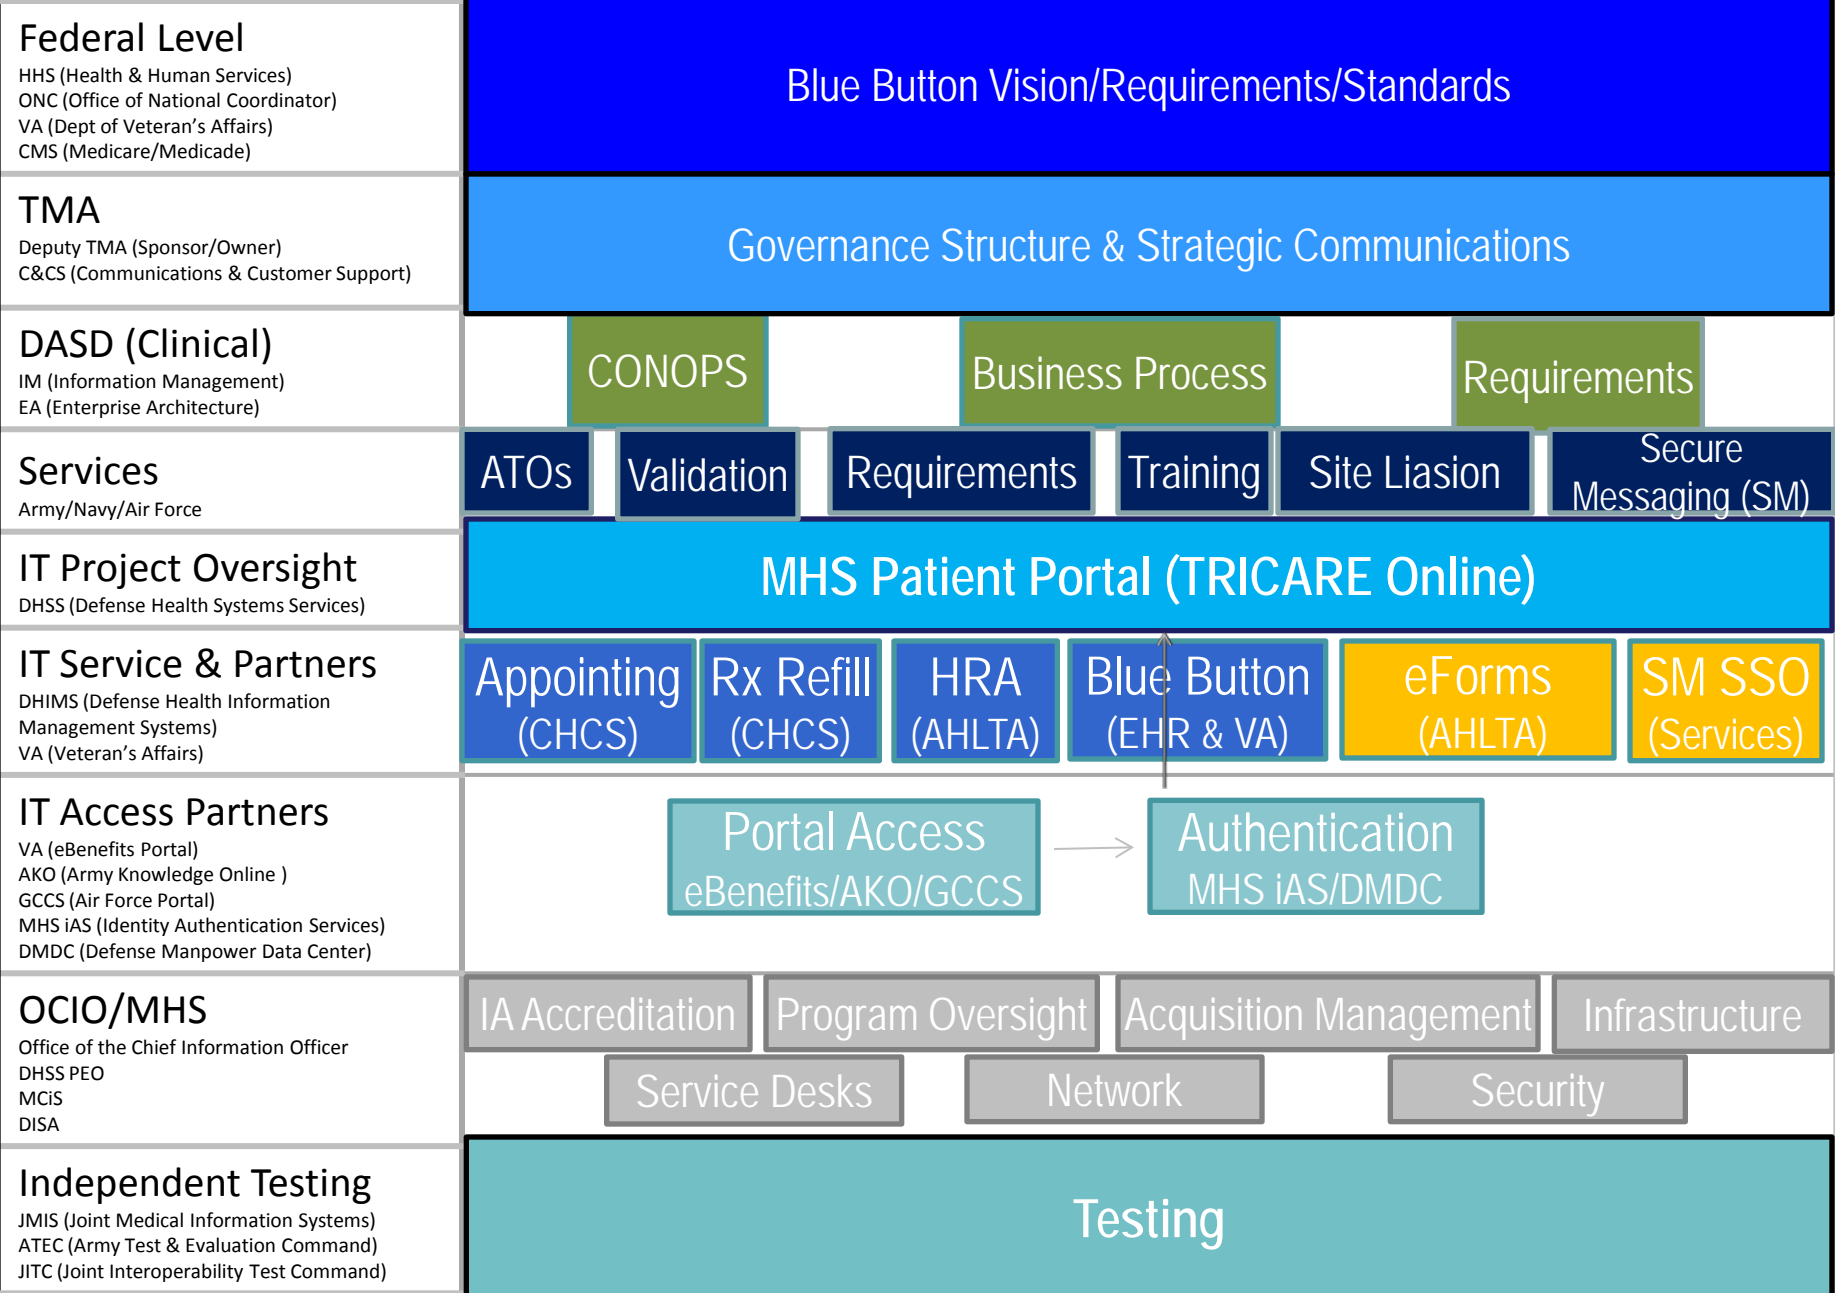 Federal Level
HHS (Health & Human Services)
ONC (Office of National Coordinator)
VA (Dept of Veteran's Affairs)
CMS (Medicare/Medicade)
Blue Button Vision/Requirements/Standards
TMA
Deputy TMA (Sponsor/Owner)
C&CS (Communications & Customer Support)
Governance Structure & Strategic Communications
DASD (Clinical)
IM (Information Management)
EA (Enterprise Architecture)
CONOPS
Business Process
Requirements
Services
Army/Navy/Air Force
ATOs
Validation
Requirements
Training
Site Liasion
Secure
Messaging (SM)
IT Project Oversight
DHSS (Defense Health Systems Services)
MHS Patient Portal (TRICARE Online)
IT Service & Partners
DHIMS (Defense Health Information
Management Systems)
VA (Veteran's Affairs)
Appointing
(CHCS)
Rx Refill
(CHCS)
HRA
(AHLTA)
Blue Button
(EHR & VA)
eForms
(AHLTA)
SM SSO
(Services)
IT Access Partners
VA (eBenefits Portal)
AKO (Army Knowledge Online )
GCCS (Air Force Portal)
MHS iAS (Identity Authentication Services)
DMDC (Defense Manpower Data Center)
Portal Access
eBenefits/AKO/GCCS
Authentication
MHS iAS/DMDC
OCIO/MHS
Office of the Chief Information Officer
DHSS PEO
MCiS
DISA
IA Accreditation
Program Oversight
Acquisition Management
Infrastructure
Service Desks
Network
Security
Independent Testing
JMIS (Joint Medical Information Systems)
ATEC (Army Test & Evaluation Command)
JITC (Joint Interoperability Test Command)
Testing